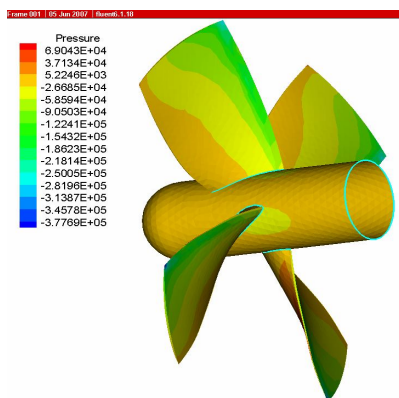 Frame 001 | 05 Jun 2007 | fluent6.1.18
Pressure
6.9043E+04
3.7134E+04
5.2246E+03
-2.6685E+04
-5.8594E+04
-9.0503E+04
-1.2241E+05
-1.5432E+05
-1.8623E+05
-2.1814E+05
-2.5005E+05
-2.8196E+05
-3.1387E+05
-3.4578E+05
-3.7769E+05